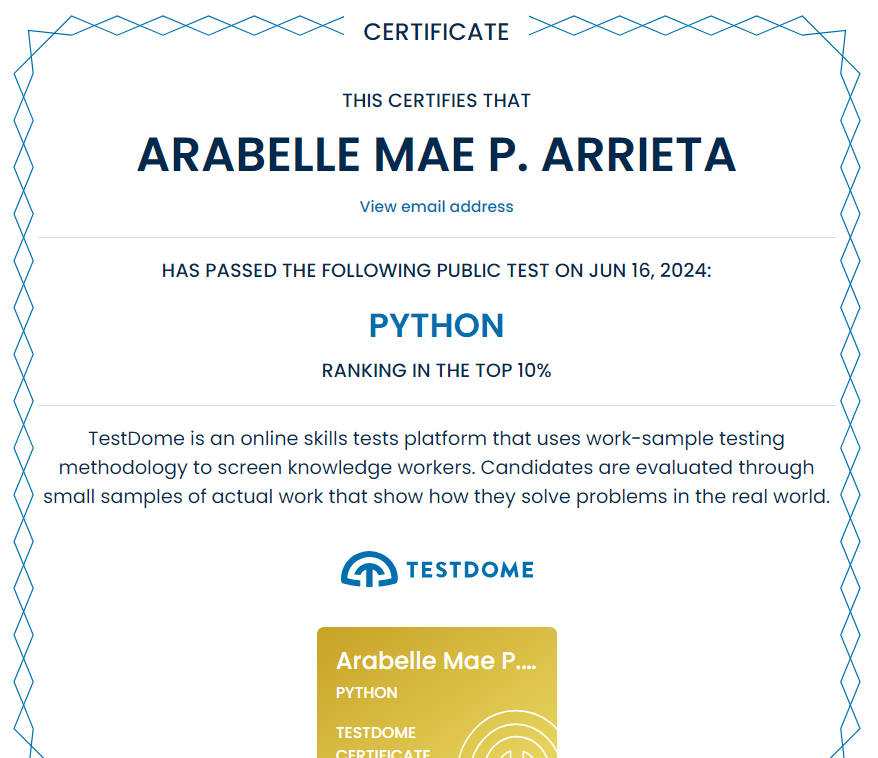 CERTIFICATE
THIS CERTIFIES THAT
ARABELLE MAE P. ARRIETA
View email address
HAS PASSED THE FOLLOWING PUBLIC TEST ON JUN 16, 2024:
PYTHON
RANKING IN THE TOP 10%
TestDome is an online skills tests platform that uses work-sample testing
methodology to screen knowledge workers. Candidates are evaluated through
small samples of actual work that show how they solve problems in the real world.
TESTDOME
Arabelle Mae P....
PYTHON
TESTDOME
CERTIFICATE